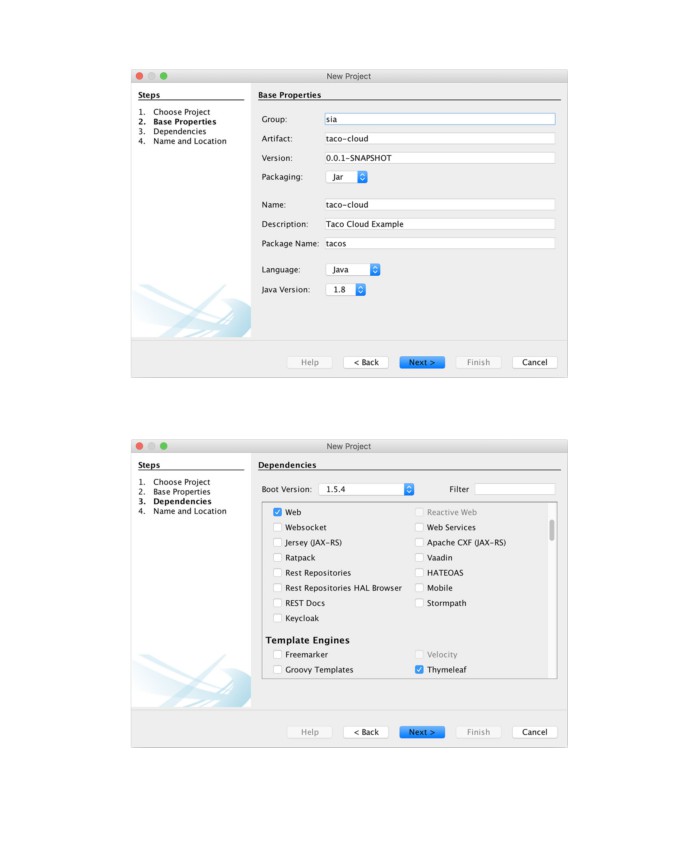 New Project
Steps
1. Choose Project
2. Base Properties
3. Dependencies
4. Name and Location
Base Properties
Group: sia
Artifact: taco-cloud
Version: 0.0.1-SNAPSHOT
Packaging: Jar
Name: taco-cloud
Description: Taco Cloud Example
Package Name: tacos
Language: Java
Java Version: 1.8
Help < Back Next > Finish Cancel
New Project
Steps
1. Choose Project
2. Base Properties
3. Dependencies
4. Name and Location
Dependencies
Boot Version: 1.5.4 Filter
Web Reactive Web
Websocket Web Services
Jersey (JAX-RS) Apache CXF (JAX-RS)
Ratpack Vaadin
Rest Repositories HATEOAS
Rest Repositories HAL Browser Mobile
REST Docs Stormpath
Keycloak
Template Engines
Freemarker Velocity
Groovy Templates Thymeleaf
Help < Back Next > Finish Cancel